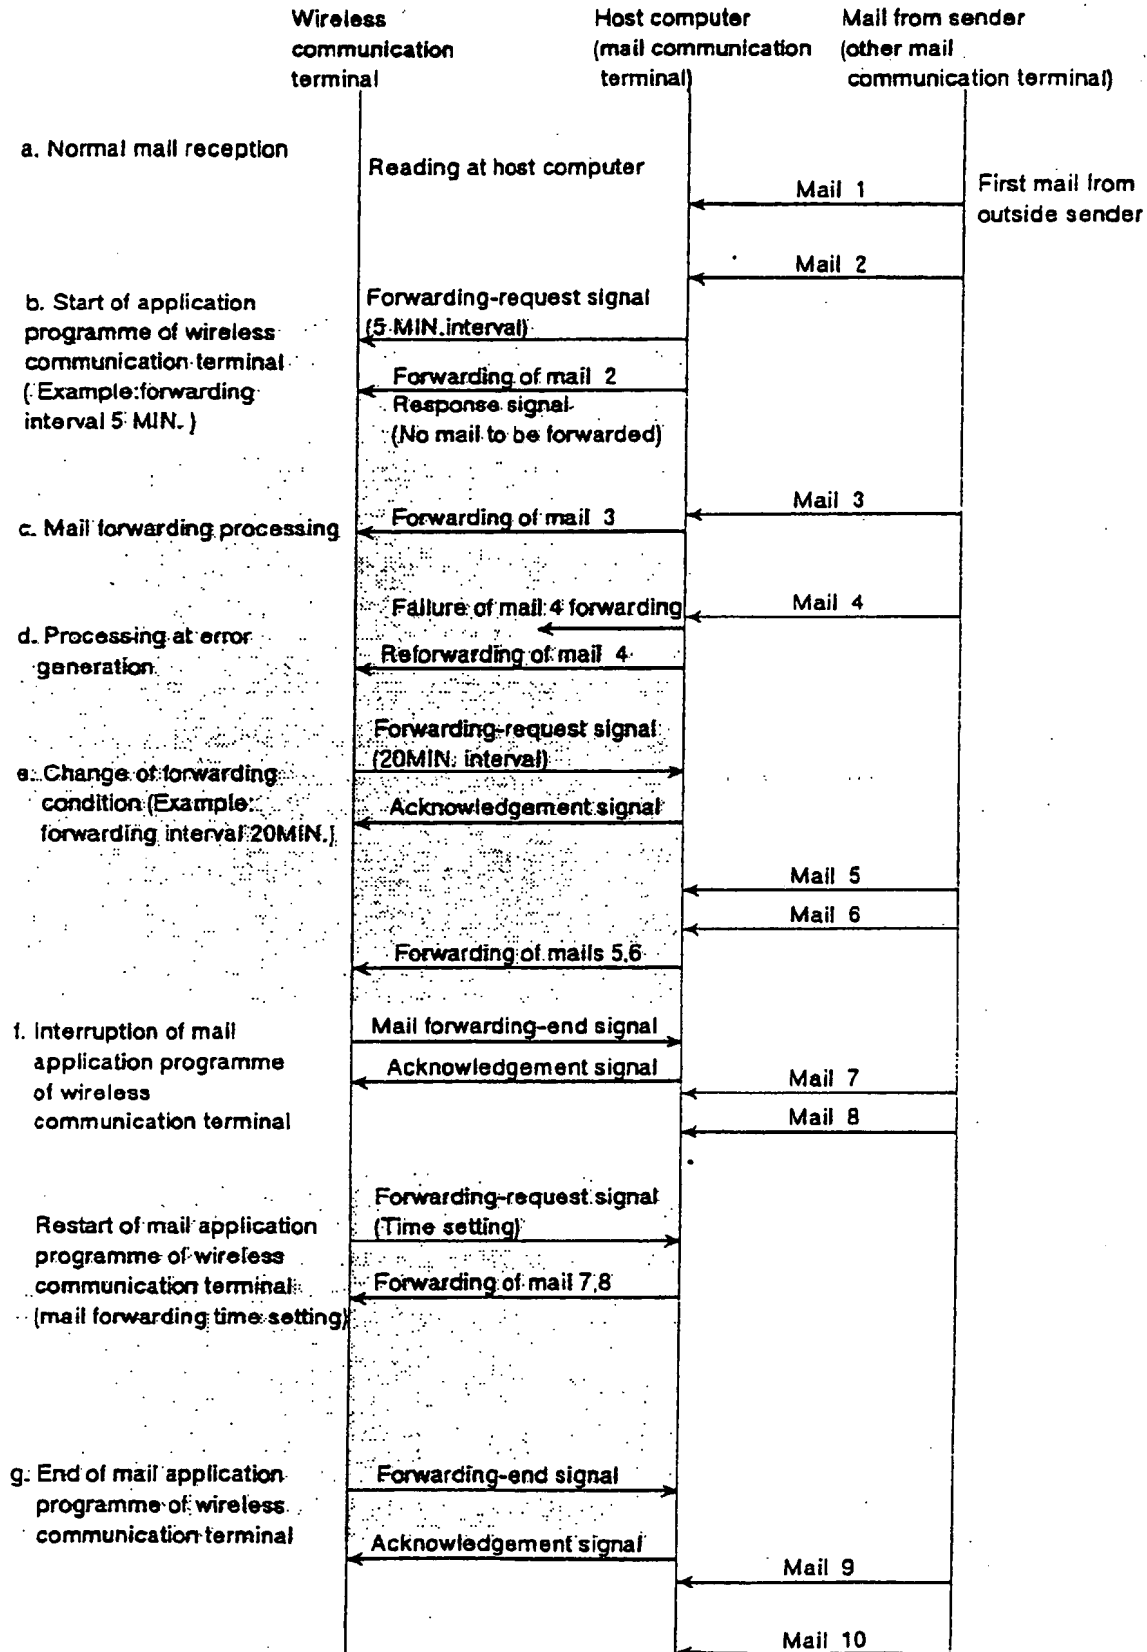 Wireless
communication
terminal
Host computer
(mail communication
terminal)
Mail from sender
(other mail
communication terminal)
a. Normal mail reception
Reading at host computer
Mail 1
First mail from
outside sender
Mail 2
b. Start of application
programme of wireless
communication terminal
(Example:forwarding
interval 5 MIN.)
Forwarding-request signal
(5 MIN.interval)
Forwarding of mail 2
Response signal
(No mail to be forwarded)
Mail 3
c. Mail forwarding processing
Forwarding of mail 3
Failure of mail 4 forwarding
Mail 4
d. Processing at error
generation
Reforwarding of mail 4
Forwarding-request signal
(20MIN. interval)
e. Change of forwarding
condition (Example:
forwarding interval 20MIN.)
Acknowledgement signal
Mail 5
Mail 6
Forwarding of mails 5,6
f. Interruption of mail
application programme
of wireless
communication terminal
Mail forwarding-end signal
Acknowledgement signal
Mail 7
Mail 8
Forwarding-request signal
(Time setting)
Restart of mail application
programme of wireless
communication terminal
(mail forwarding time setting)
Forwarding of mail 7,8
g. End of mail application
programme of wireless
communication terminal
Forwarding-end signal
Acknowledgement signal
Mail 9
Mail 10